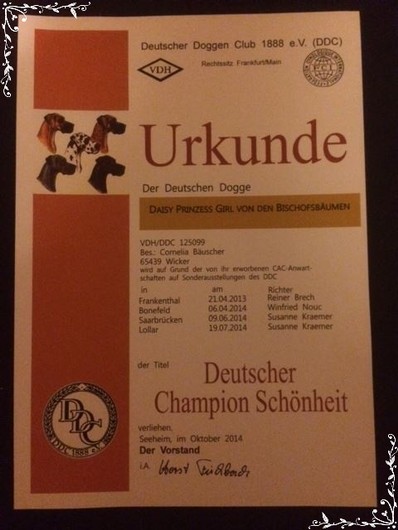 Deutscher Doggen Club 1888 e.V. (DDC)
VDH
Rechtssitz Frankfurt/Main
F.C.I.
Urkunde
Der Deutschen Dogge
DAISY PRINZESS GIRL VON DEN BISCHOFSBÄUMEN
VDH/DDC 125099
Bes.: Cornelia Bäuscher
65439 Wicker
wird auf Grund der von ihr erworbenen CAC-Anwart-
schaften auf Sonderausstellungen des DDC
in am Richter
Frankenthal 21.04.2013 Reiner Brech
Bonefeld 06.04.2014 Winfried Nouc
Saarbrücken 09.06.2014 Susanne Kraemer
Lollar 19.07.2014 Susanne Kraemer
der Titel
Deutscher
Champion Schönheit
verliehen,
Seeheim, im Oktober 2014
Der Vorstand
i.A.
DDC
DDC 1888 e.V.